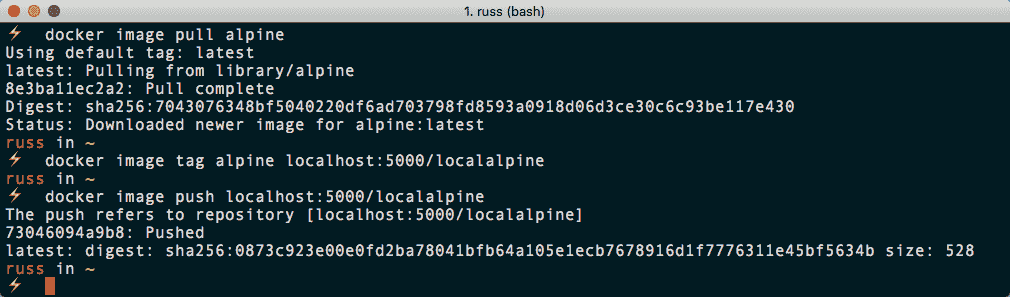 1. russ (bash)
⚡ docker image pull alpine
Using default tag: latest
latest: Pulling from library/alpine
8e3ba11ec2a2: Pull complete
Digest: sha256:7043076348bf5040220df6ad703798fd8593a0918d06d3ce30c6c93be117e430
Status: Downloaded newer image for alpine:latest
russ in ~
⚡ docker image tag alpine localhost:5000/localalpine
russ in ~
⚡ docker image push localhost:5000/localalpine
The push refers to repository [localhost:5000/localalpine]
73046094a9b8: Pushed
latest: digest: sha256:0873c923e00e0fd2ba78041bfb64a105e1ecb7678916d1f7776311e45bf5634b size: 528
russ in ~
⚡